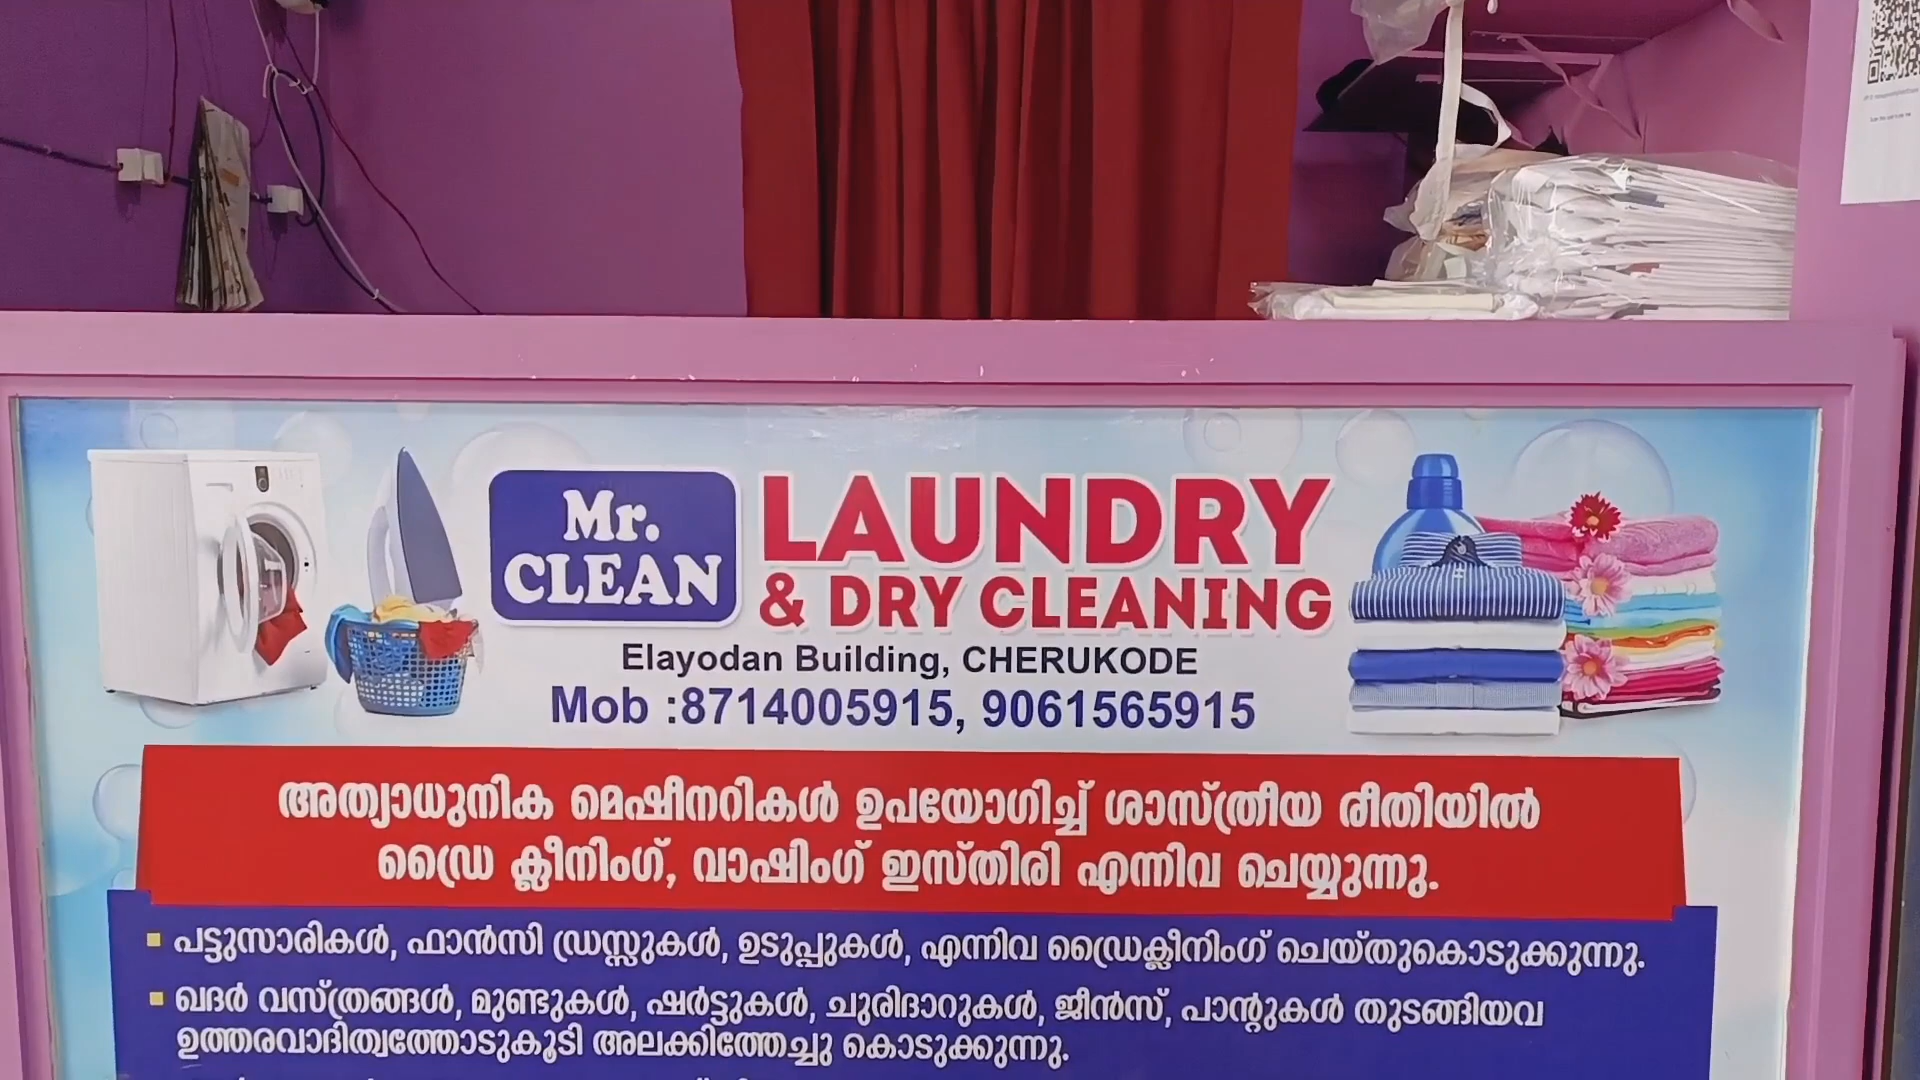 Mr.
CLEAN
LAUNDRY
& DRY CLEANING
Elayodan Building, CHERUKODE
Mob :8714005915, 9061565915
അത്യാധുനിക മെഷീനറികൾ ഉപയോഗിച്ച് ശാസ്ത്രീയ രീതിയിൽ
ഡ്രൈ ക്ലീനിംഗ്, വാഷിംഗ് ഇസ്തിരി എന്നിവ ചെയ്യുന്നു.
പട്ടുസാരികൾ, ഫാൻസി ഡ്രസ്സുകൾ, ഉടുപ്പുകൾ, എന്നിവ ഡ്രൈക്ലീനിംഗ് ചെയ്തുകൊടുക്കുന്നു.
ഖദർ വസ്ത്രങ്ങൾ, മുണ്ടുകൾ, ഷർട്ടുകൾ, ചുരിദാറുകൾ, ജീൻസ്, പാന്റുകൾ തുടങ്ങിയവ
ഉത്തരവാദിത്വത്തോടുകൂടി അലക്കിത്തേച്ചു കൊടുക്കുന്നു.